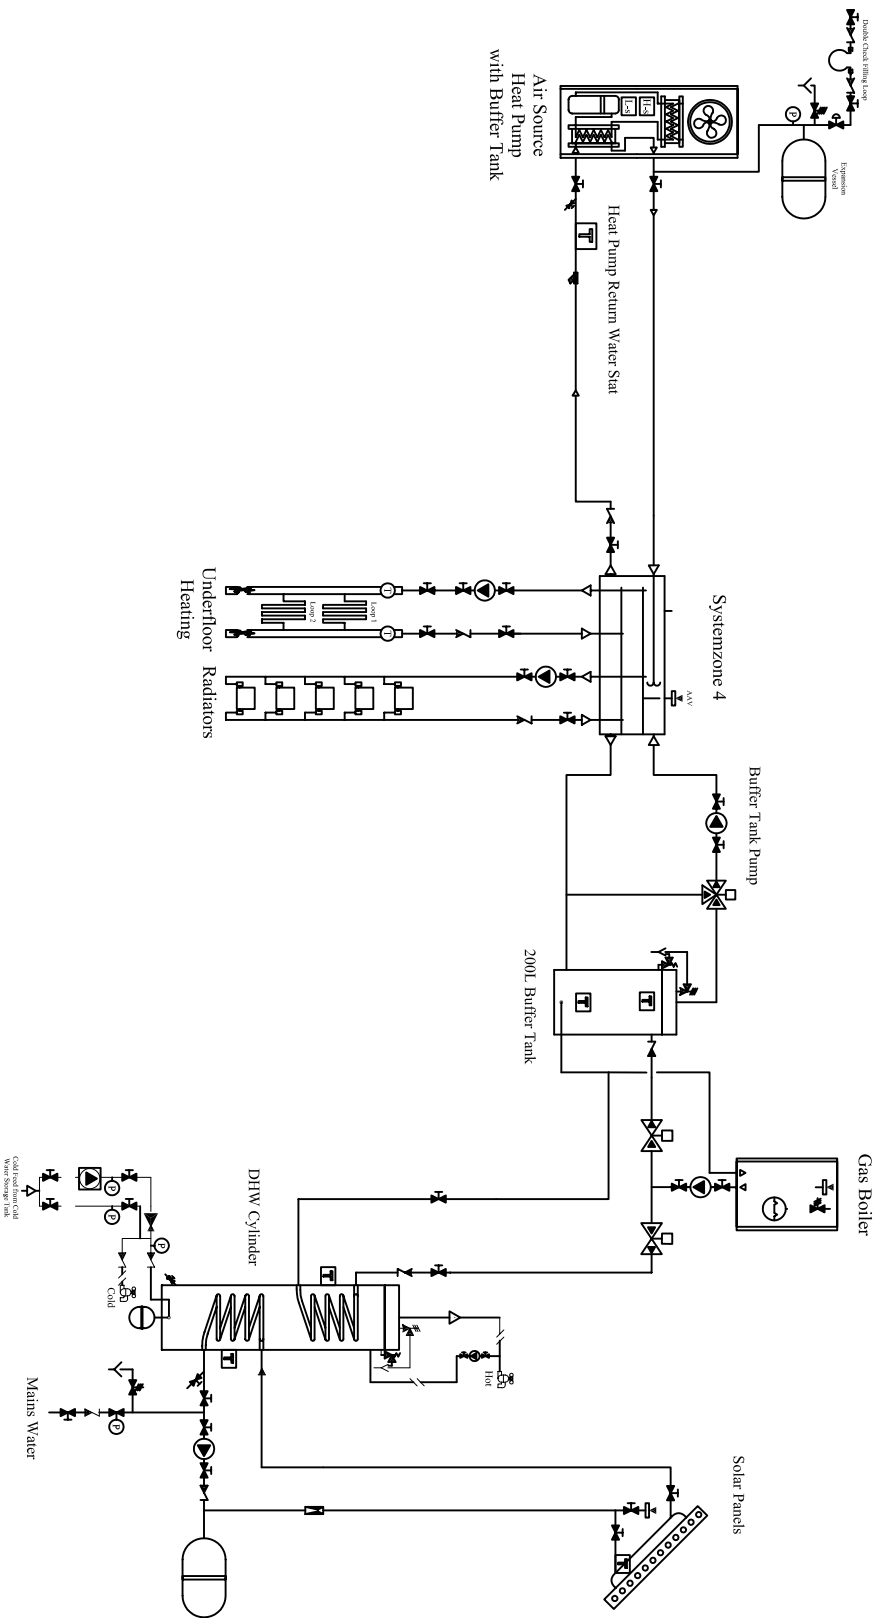 Double Check Filling Loop
P
Expansion
Vessel
Air Source
Heat Pump
with Buffer Tank
H-s
L-s
T
Heat Pump Return Water Stat
Systemzone 4
AAV
T
T
Loop 1
Loop 2
Underfloor
Heating
Radiators
Buffer Tank Pump
T
T
200L Buffer Tank
Gas Boiler
DHW Cylinder
T
T
P
P
P
Cold
Cold Feed from Cold
Water Storage Tank
Hot
P
Mains Water
Solar Panels
T